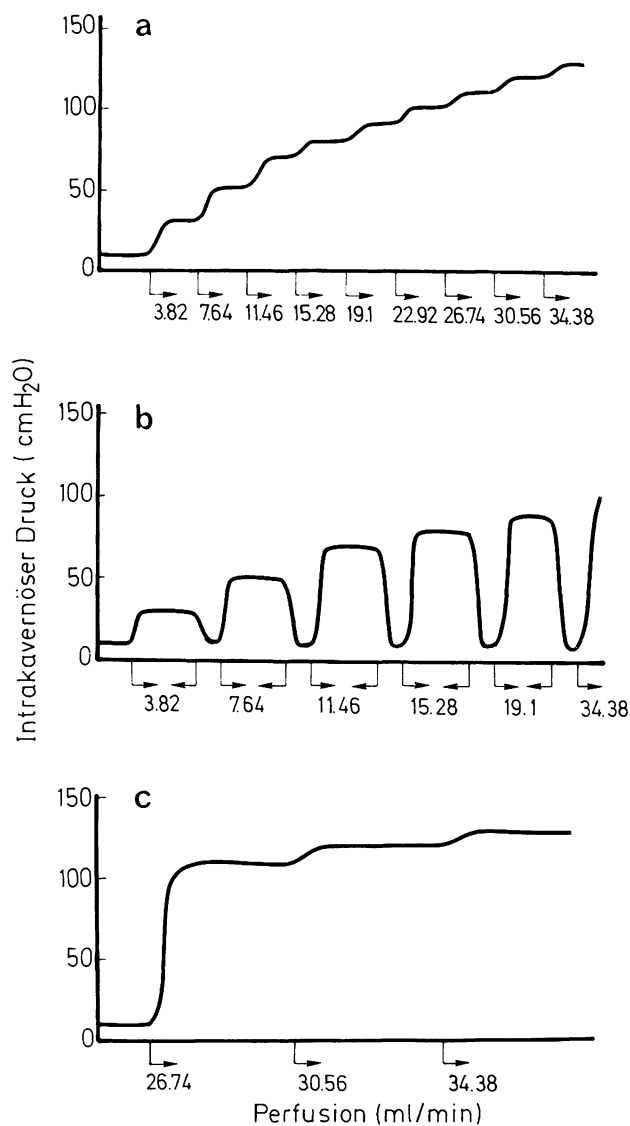 a
150
100
50
0
3.82 7.64 11.46 15.28 19.1 22.92 26.74 30.56 34.38
Intrakavernöser Druck ( cmH₂O)
b
150
100
50
0
3.82 7.64 11.46 15.28 19.1 34.38
c
150
100
50
0
26.74 30.56 34.38
Perfusion (ml/min)